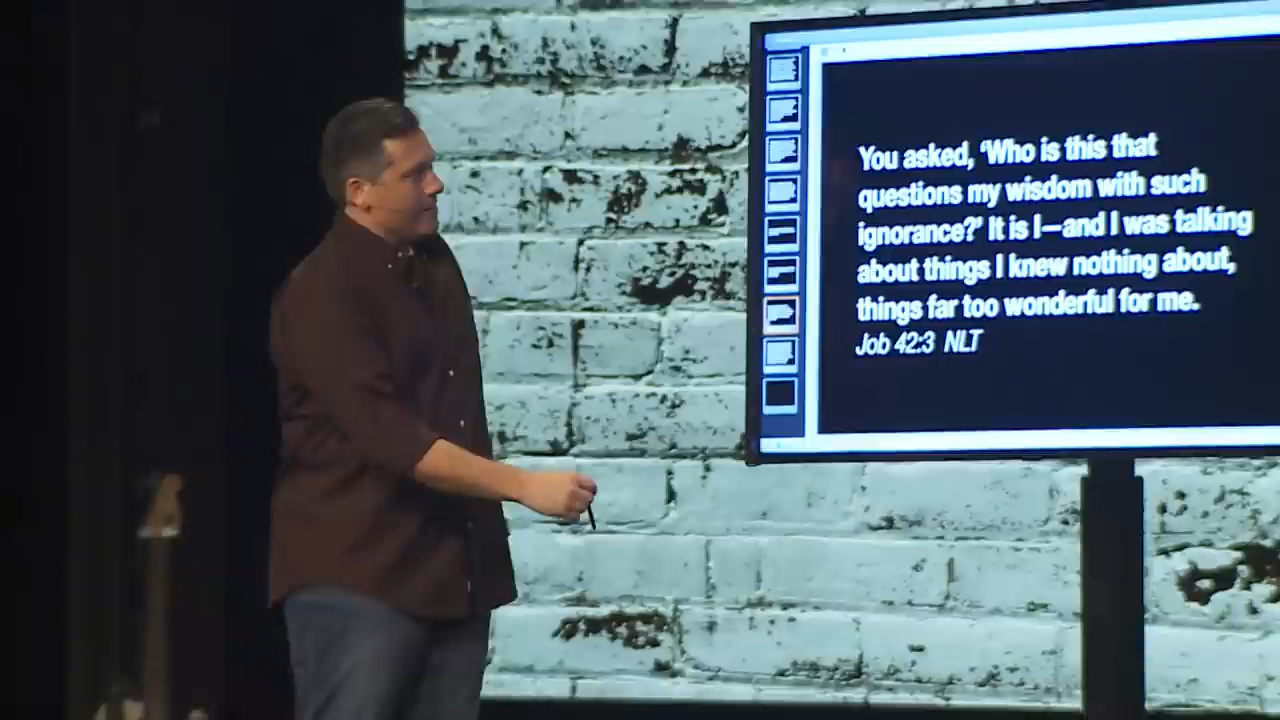 You asked, ‘Who is this that
questions my wisdom with such
ignorance?’ It is I—and I was talking
about things I knew nothing about,
things far too wonderful for me.
Job 42:3 NLT